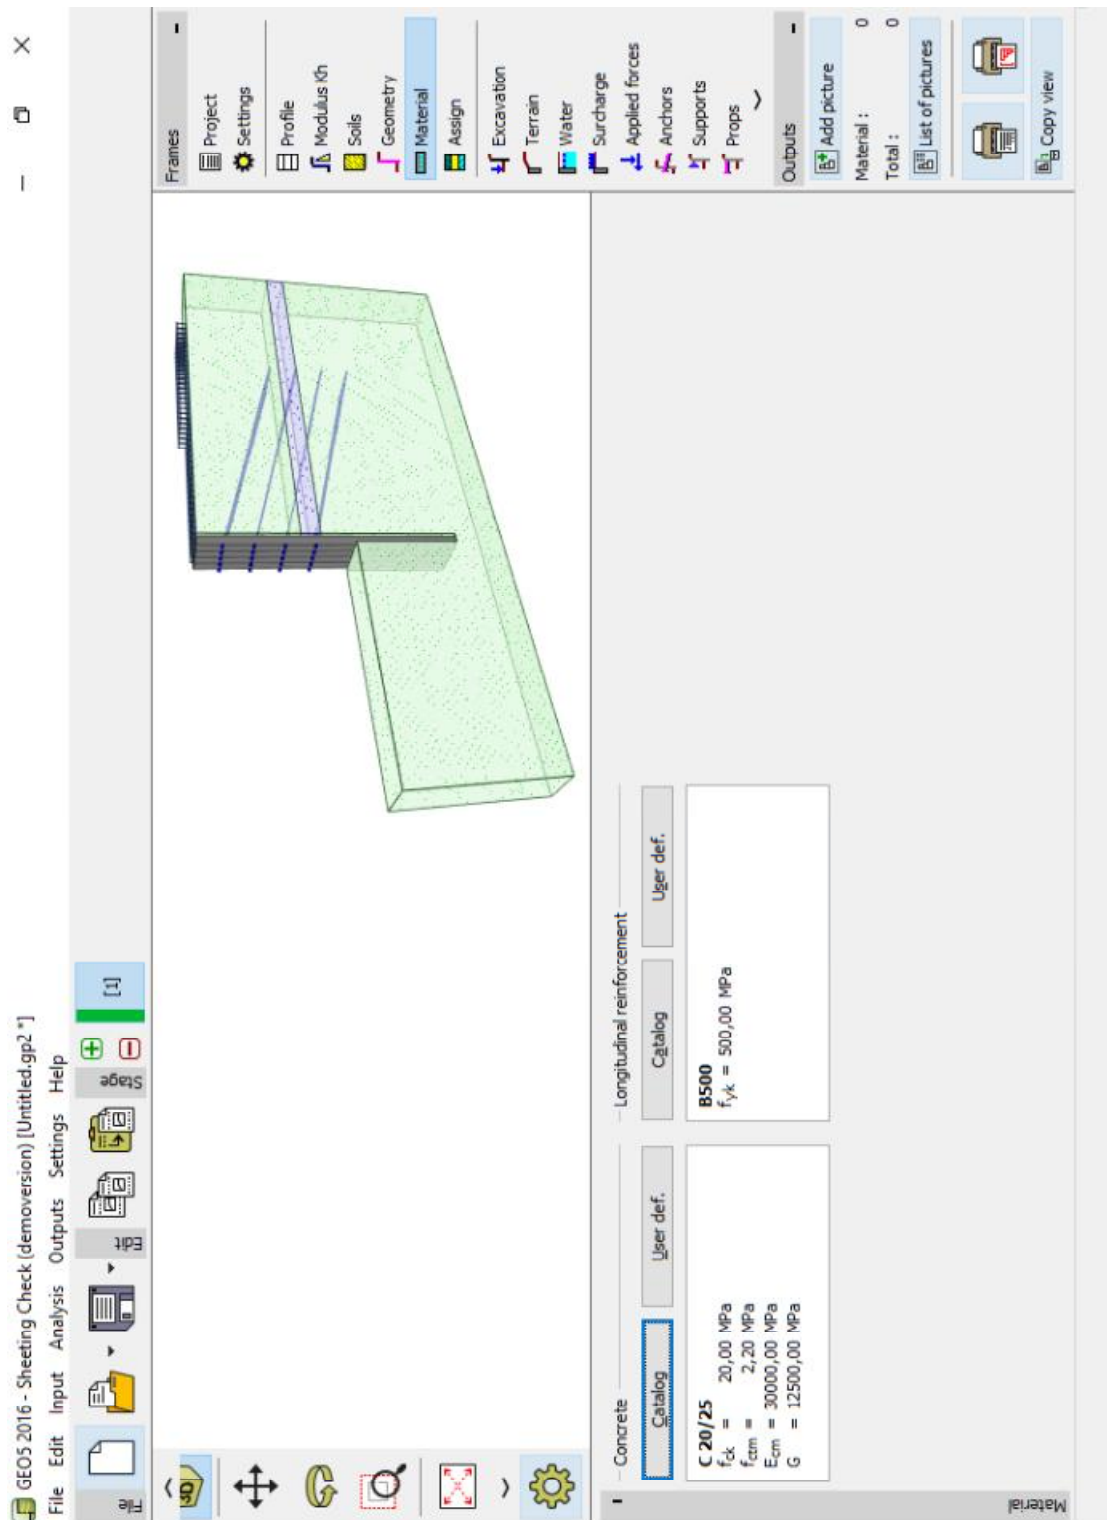 GEO5 2016 - Sheeting Check (demoversion) [Untitled.gp2 *]
File Edit Input Analysis Outputs Settings Help
File
Edit
Stage
[1]
3D
Frames
Project
Settings
Profile
Modulus Kh
Soils
Geometry
Material
Assign
Excavation
Terrain
Water
Surcharge
Applied forces
Anchors
Supports
Props
Outputs
Add picture
Material : 0
Total : 0
List of pictures
Copy view
Material
Concrete
Catalog User def.
C 20/25
fck = 20,00 MPa
fctm = 2,20 MPa
Ecm = 30000,00 MPa
G = 12500,00 MPa
Longitudinal reinforcement
Catalog User def.
B500
fyk = 500,00 MPa